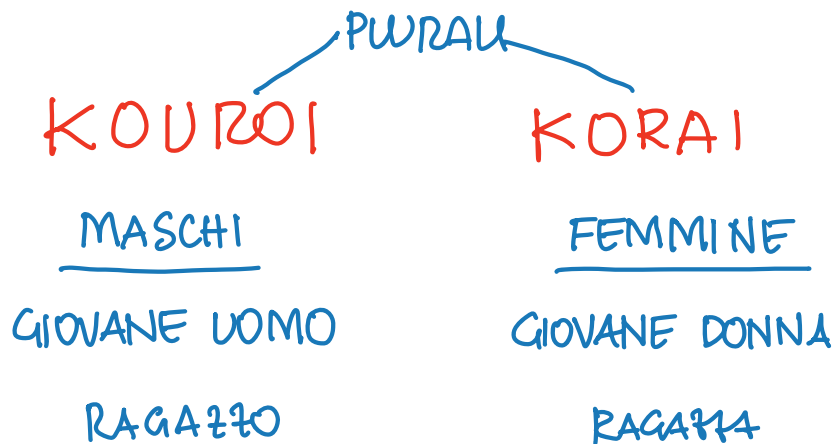 PLURALI
KOUROI KORAI
MASCHI FEMMINE
GIOVANE UOMO GIOVANE DONNA
RAGAZZO RAGAZZA